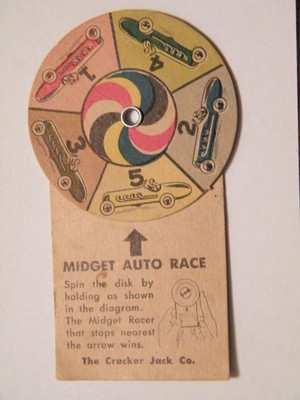 1
4
3
2
5
MIDGET AUTO RACE
Spin the disk by
holding as shown
in the diagram.
The Midget Racer
that stops nearest
the arrow wins.
The Cracker Jack Co.